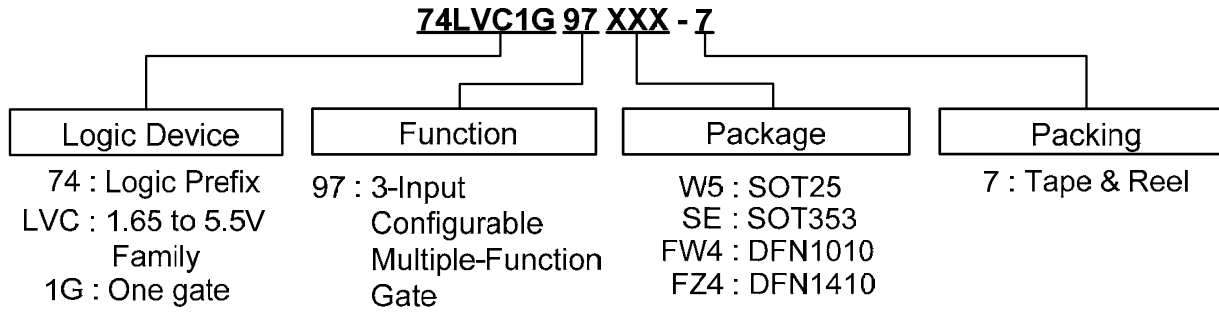 74LVC1G 97 XXX - 7
Logic Device
74 : Logic Prefix
LVC : 1.65 to 5.5V
Family
1G : One gate
Function
97 : 3-Input
Configurable
Multiple-Function
Gate
Package
W5 : SOT25
SE : SOT353
FW4 : DFN1010
FZ4 : DFN1410
Packing
7 : Tape & Reel